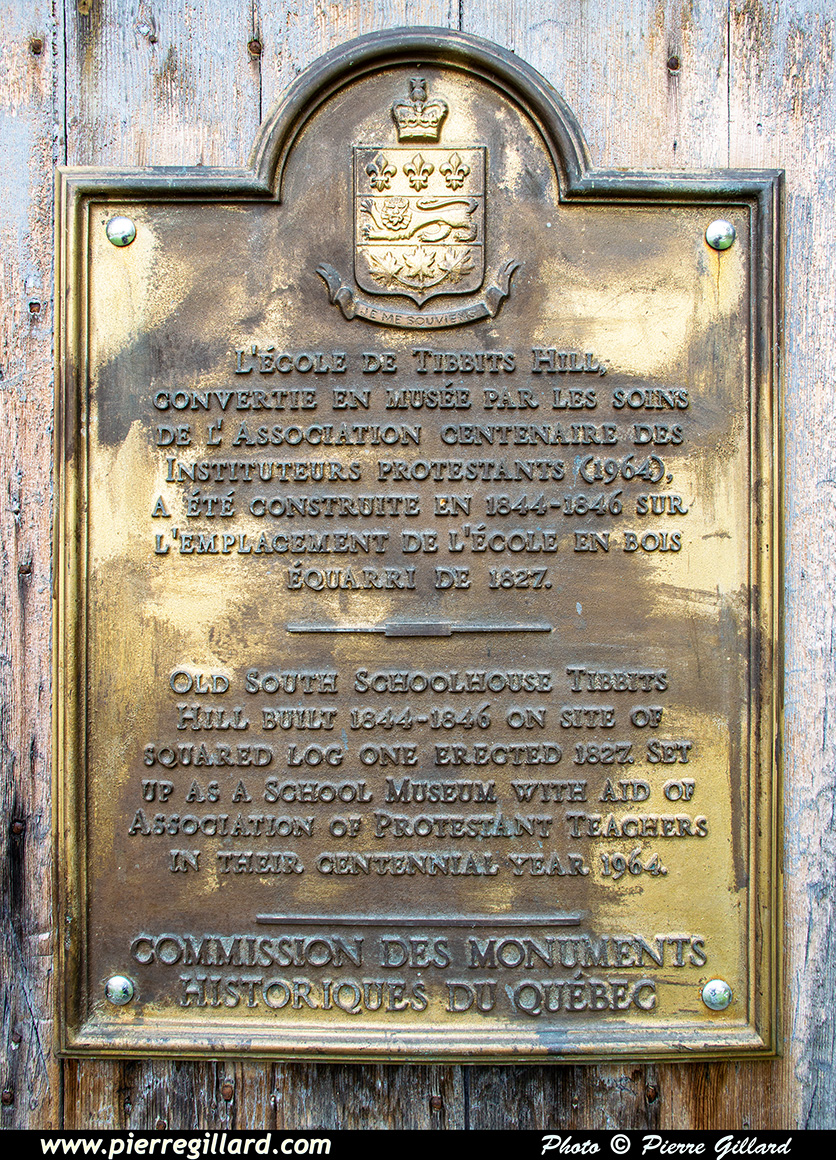 JE ME SOUVIENS
L'École de Tibbits Hill,
convertie en musée par les soins
de l'Association centenaire des
Instituteurs protestants (1964),
a été construite en 1844-1846 sur
l'emplacement de l'école en bois
équarri de 1827.
Old South Schoolhouse Tibbits
Hill built 1844-1846 on site of
squared log one erected 1827. Set
up as a School Museum with Aid of
Association of Protestant Teachers
in their centennial year 1964.
COMMISSION DES MONUMENTS
HISTORIQUES DU QUÉBEC
www.pierregillard.com
Photo © Pierre Gillard